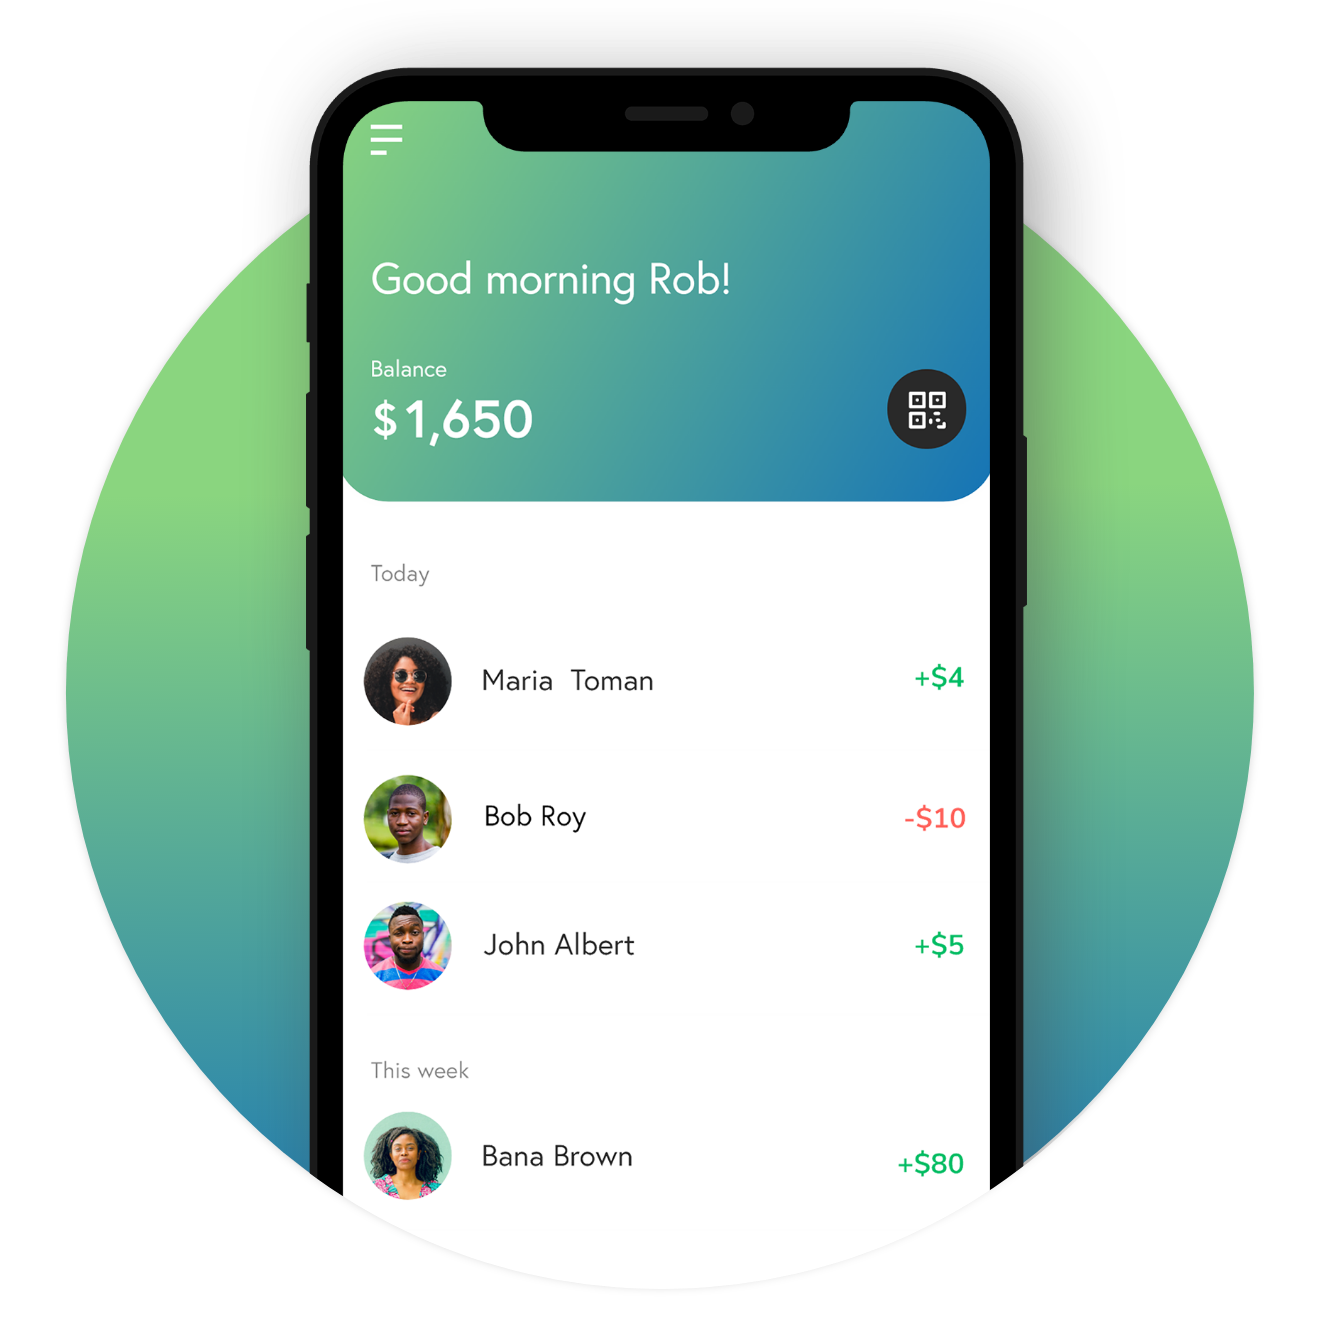 Good morning Rob!
Balance
$1,650
Today
Maria Toman +$4
Bob Roy -$10
John Albert +$5
This week
Bana Brown +$80